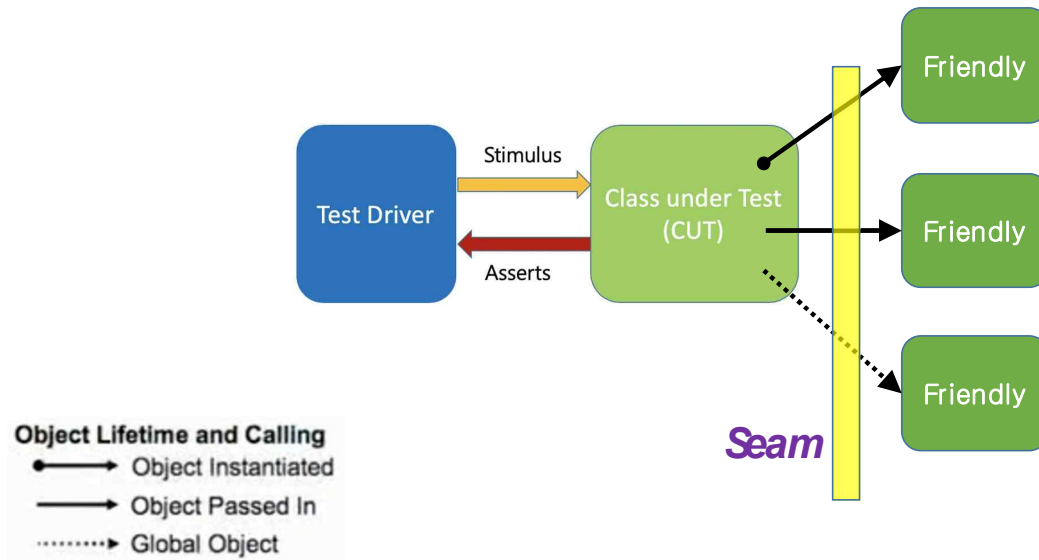 Friendly
Stimulus
Test Driver
Class under Test
(CUT)
Friendly
Asserts
Friendly
Seam
Object Lifetime and Calling
Object Instantiated
Object Passed In
Global Object